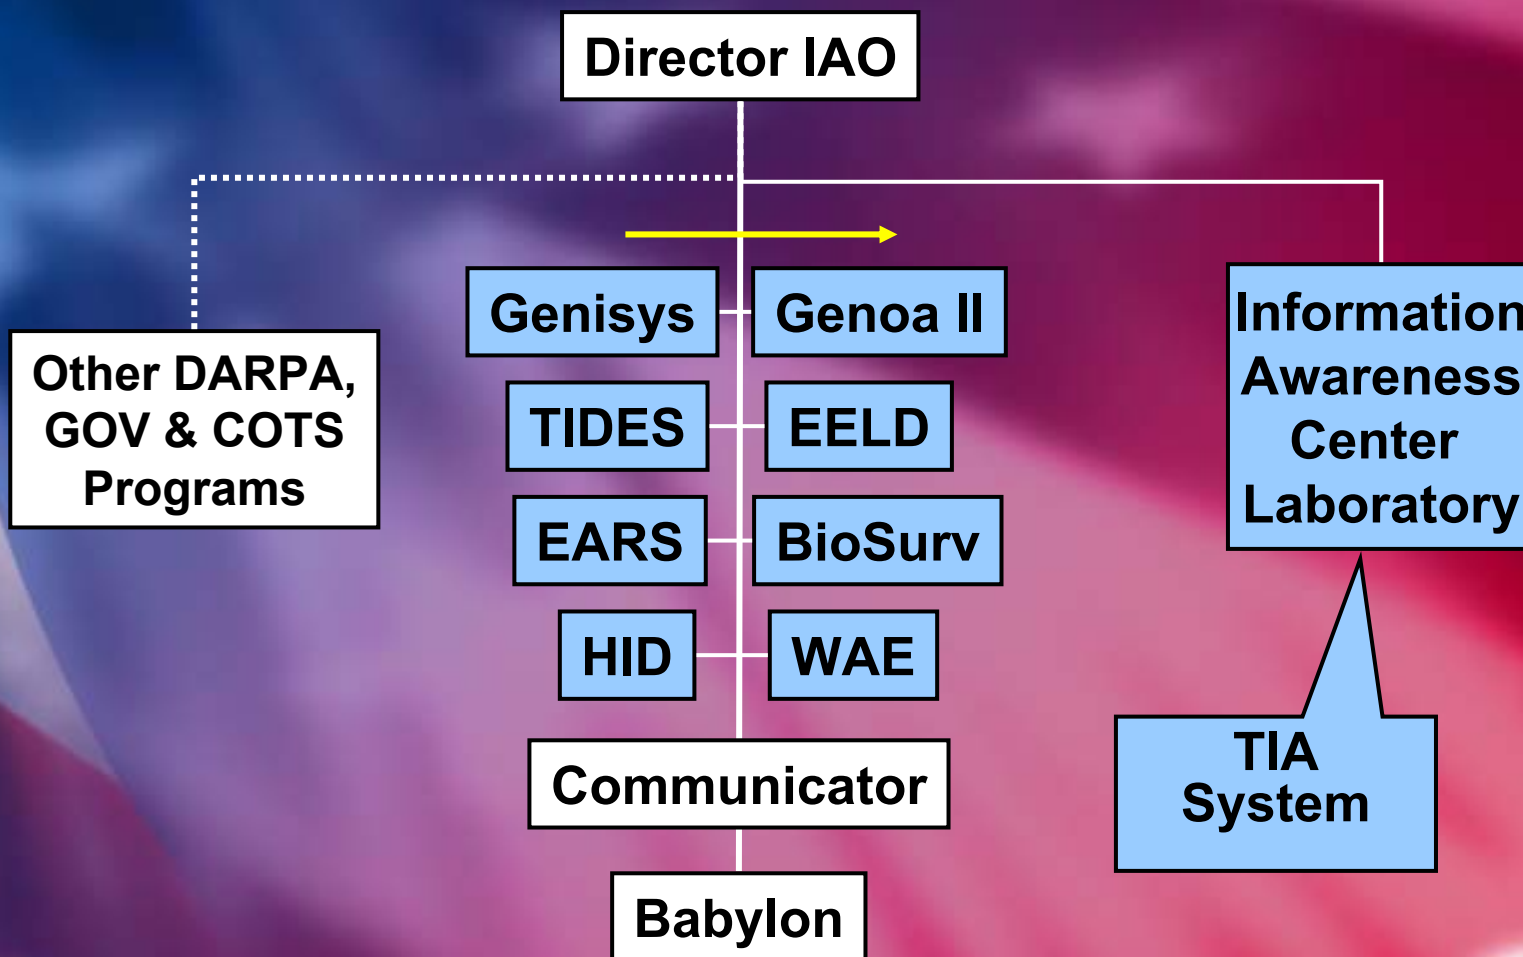 Director IAO
Genisys
Genoa II
Other DARPA,
GOV & COTS
Programs
Information
Awareness
Center
Laboratory
TIDES
EELD
EARS
BioSurv
HID
WAE
Communicator
TIA
System
Babylon